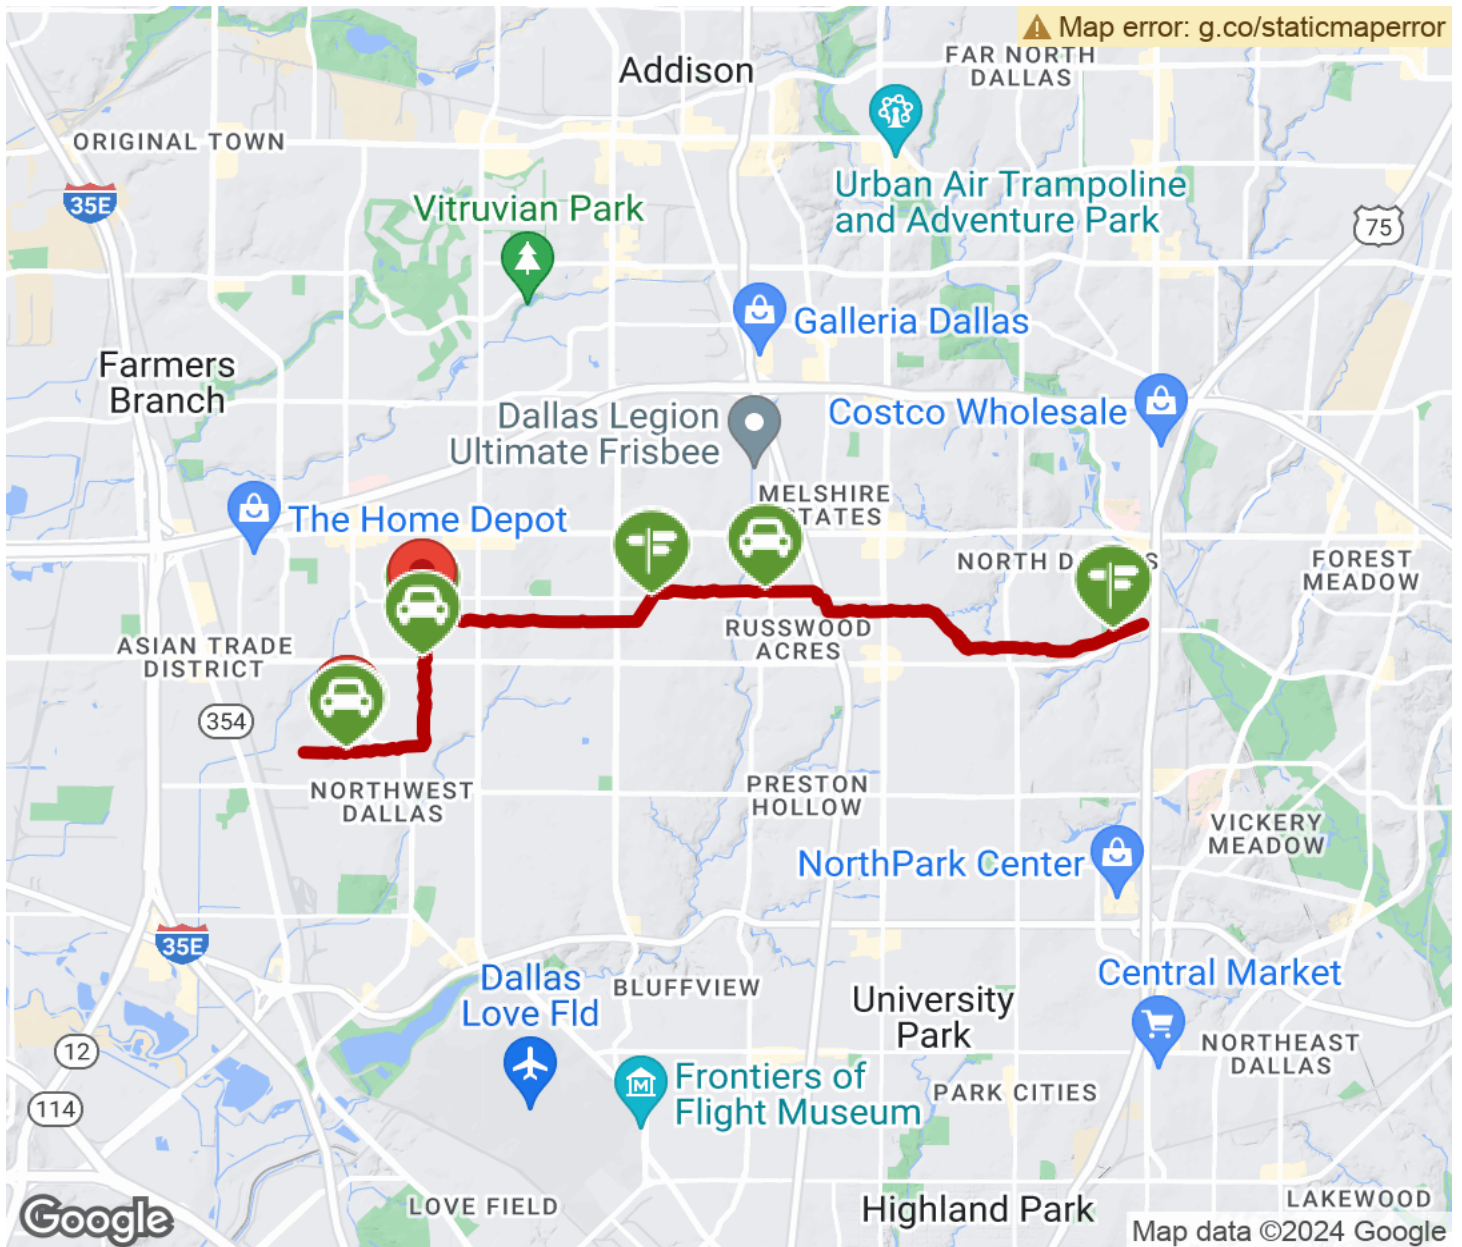 Map error: g.co/staticmaperror
Addison
FAR NORTH
DALLAS
ORIGINAL TOWN
35E
Vitruvian Park
Urban Air Trampoline
and Adventure Park
75
Galleria Dallas
Farmers
Branch
Dallas Legion
Ultimate Frisbee
Costco Wholesale
MELSHIRE
The Home Depot
NORTH
FOREST
MEADOW
RUSSWOOD
ACRES
ASIAN TRADE
DISTRICT
354
NORTHWEST
DALLAS
PRESTON
HOLLOW
VICKERY
MEADOW
NorthPark Center
35E
Dallas
Love Fld
BLUFFVIEW
University
Park
Central Market
12
NORTHEAST
DALLAS
114
Frontiers of
Flight Museum
M
PARK CITIES
LOVE FIELD
Highland Park
LAKEWOOD
Google
Map data ©2024 Google